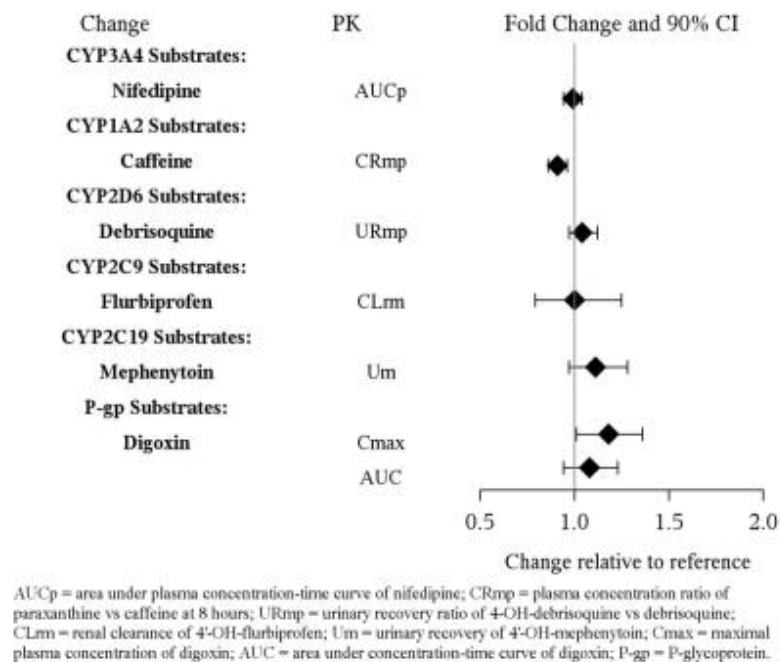 Change PK Fold Change and 90% CI
CYP3A4 Substrates:
Nifedipine AUCp
CYP1A2 Substrates:
Caffeine CRmp
CYP2D6 Substrates:
Debrisoquine URmp
CYP2C9 Substrates:
Flurbiprofen CLrm
CYP2C19 Substrates:
Mephenytoin Um
P-gp Substrates:
Digoxin Cmax
AUC
0.5 1.0 1.5 2.0
Change relative to reference
AUCp = area under plasma concentration-time curve of nifedipine; CRmp = plasma concentration ratio of
paraxanthine vs caffeine at 8 hours; URmp = urinary recovery ratio of 4-OH-debrisoquine vs debrisoquine;
CLrm = renal clearance of 4'-OH-flurbiprofen; Um = urinary recovery of 4'-OH-mephenytoin; Cmax = maximal
plasma concentration of digoxin; AUC = area under concentration-time curve of digoxin; P-gp = P-glycoprotein.